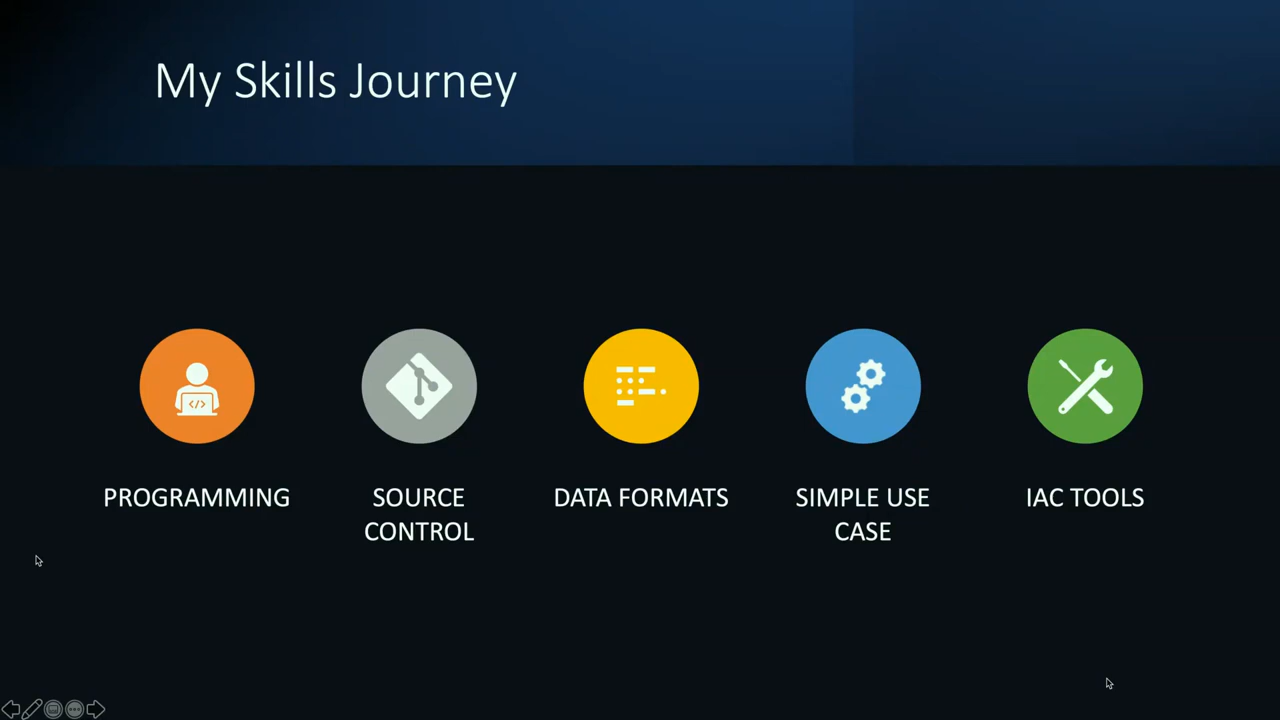 My Skills Journey
PROGRAMMING
SOURCE
CONTROL
DATA FORMATS
SIMPLE USE
CASE
IAC TOOLS